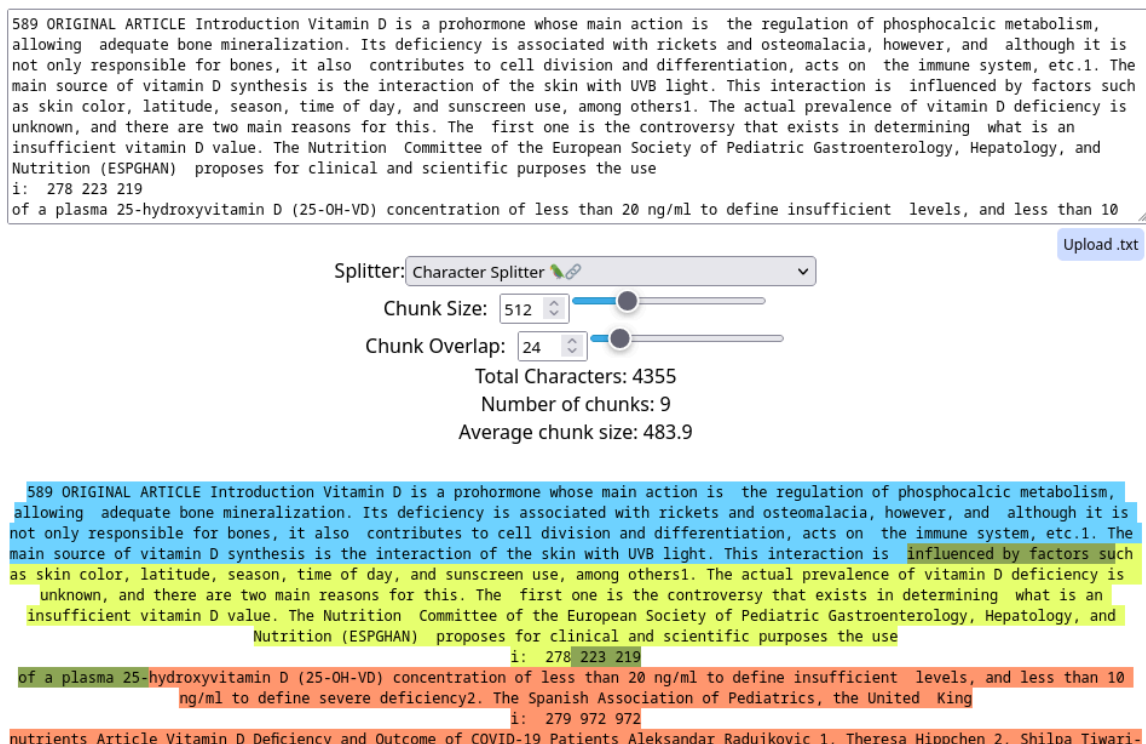 589 ORIGINAL ARTICLE Introduction Vitamin D is a prohormone whose main action is  the regulation of phosphocalcic metabolism,
allowing  adequate bone mineralization. Its deficiency is associated with rickets and osteomalacia, however, and  although it is
not only responsible for bones, it also  contributes to cell division and differentiation, acts on  the immune system, etc.1. The
main source of vitamin D synthesis is the interaction of the skin with UVB light. This interaction is  influenced by factors such
as skin color, latitude, season, time of day, and sunscreen use, among others1. The actual prevalence of vitamin D deficiency is
unknown, and there are two main reasons for this. The  first one is the controversy that exists in determining  what is an
insufficient vitamin D value. The Nutrition  Committee of the European Society of Pediatric Gastroenterology, Hepatology, and
Nutrition (ESPGHAN)  proposes for clinical and scientific purposes the use
i:  278 223 219
of a plasma 25-hydroxyvitamin D (25-OH-VD) concentration of less than 20 ng/ml to define insufficient  levels, and less than 10
Upload .txt
Splitter: Character Splitter 🦜🔗
Chunk Size: 512
Chunk Overlap: 24
Total Characters: 4355
Number of chunks: 9
Average chunk size: 483.9
589 ORIGINAL ARTICLE Introduction Vitamin D is a prohormone whose main action is  the regulation of phosphocalcic metabolism,
allowing  adequate bone mineralization. Its deficiency is associated with rickets and osteomalacia, however, and  although it is
not only responsible for bones, it also  contributes to cell division and differentiation, acts on  the immune system, etc.1. The
main source of vitamin D synthesis is the interaction of the skin with UVB light. This interaction is  influenced by factors such
as skin color, latitude, season, time of day, and sunscreen use, among others1. The actual prevalence of vitamin D deficiency is
unknown, and there are two main reasons for this. The  first one is the controversy that exists in determining  what is an
insufficient vitamin D value. The Nutrition  Committee of the European Society of Pediatric Gastroenterology, Hepatology, and
Nutrition (ESPGHAN)  proposes for clinical and scientific purposes the use
i:  278 223 219
of a plasma 25-hydroxyvitamin D (25-OH-VD) concentration of less than 20 ng/ml to define insufficient  levels, and less than 10
ng/ml to define severe deficiency2. The Spanish Association of Pediatrics, the United  King
i:  279 972 972
nutrients Article Vitamin D Deficiency and Outcome of COVID-19 Patients Aleksandar Radujkovic 1, Theresa Hippchen 2, Shilpa Tiwari-